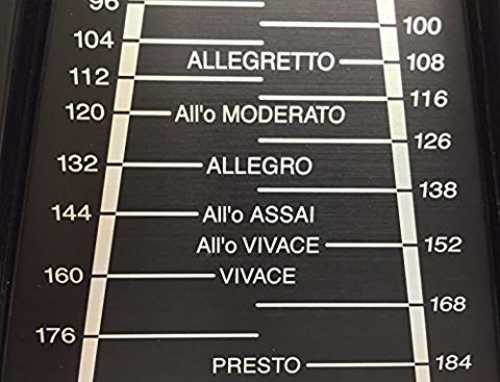 96
100
104
ALLEGRETTO 108
112
116
120 All'o MODERATO
126
132 ALLEGRO
138
144 All'o ASSAI
All'o VIVACE 152
160 VIVACE
168
176
PRESTO 184